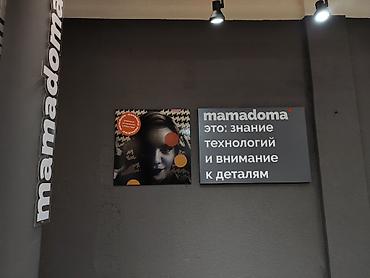 mamadoma
mamadoma
это: знание
технологий
и внимание
к деталям